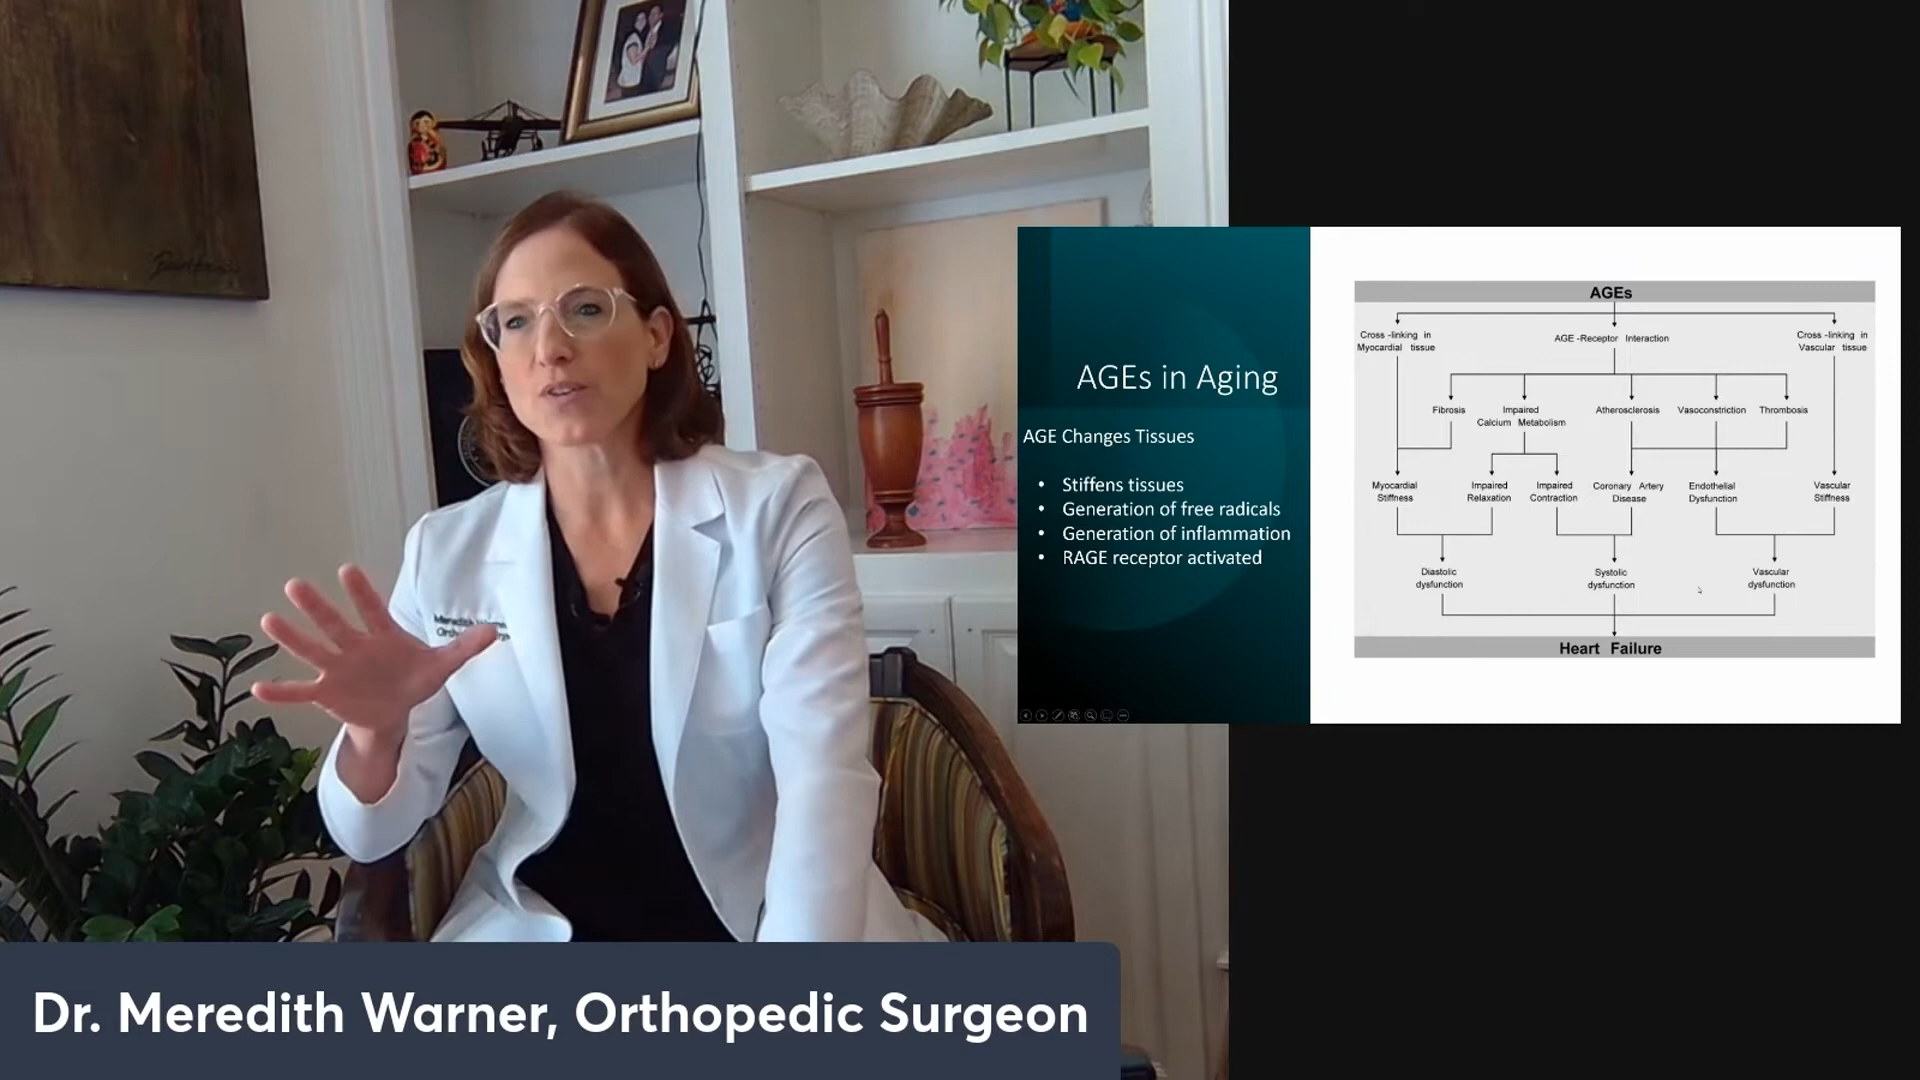 Meredith
Dr. Meredith Warner, Orthopedic Surgeon
AGEs in Aging
AGE Changes Tissues
• Stiffens tissues
• Generation of free radicals
• Generation of inflammation
• RAGE receptor activated
AGEs
Cross -linking in
Myocardial tissue
AGE -Receptor Interaction
Cross -linking in
Vascular tissue
Fibrosis
Impaired
Calcium Metabolism
Atherosclerosis
Vasoconstriction
Thrombosis
Myocardial
Stiffness
Impaired
Relaxation
Impaired
Contraction
Coronary Artery
Disease
Endothelial
Dysfunction
Vascular
Stiffness
Diastolic
dysfunction
Systolic
dysfunction
Vascular
dysfunction
Heart Failure